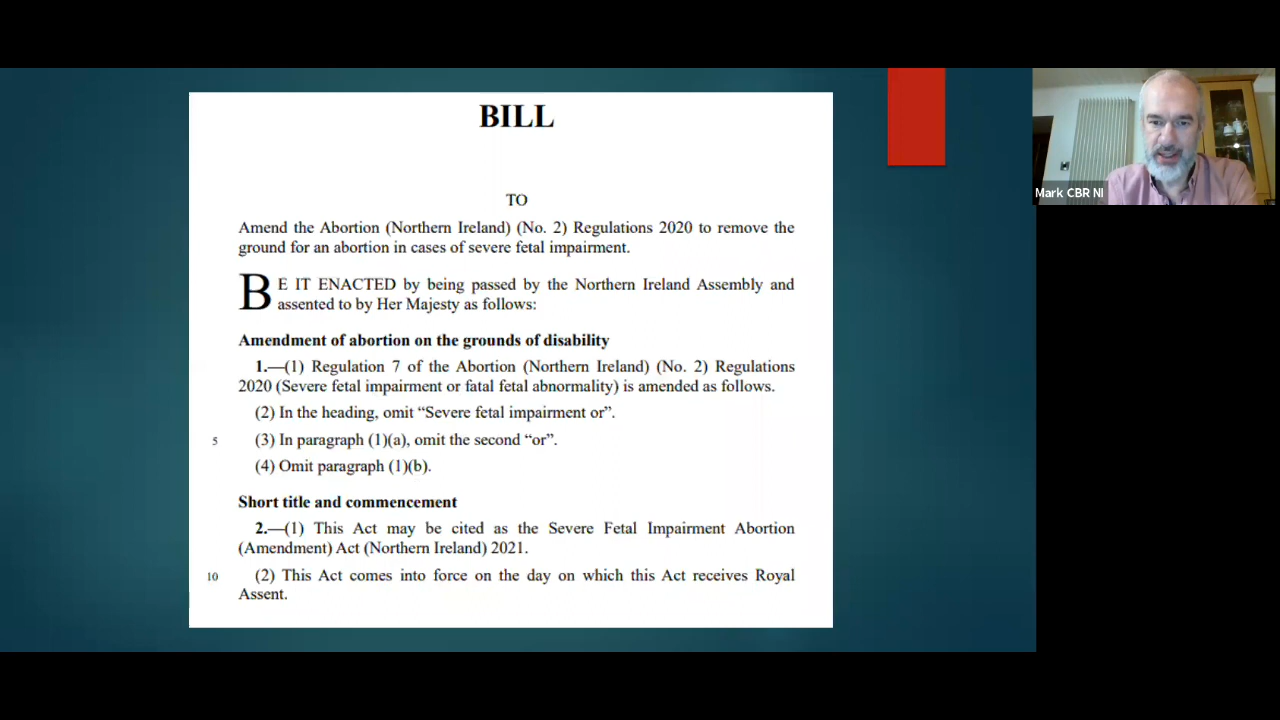 BILL
TO
Amend the Abortion (Northern Ireland) (No. 2) Regulations 2020 to remove the
ground for an abortion in cases of severe fetal impairment.
BE IT ENACTED by being passed by the Northern Ireland Assembly and
assented to by Her Majesty as follows:
Amendment of abortion on the grounds of disability
1.—(1) Regulation 7 of the Abortion (Northern Ireland) (No. 2) Regulations
2020 (Severe fetal impairment or fatal fetal abnormality) is amended as follows.
(2) In the heading, omit “Severe fetal impairment or”.
5 (3) In paragraph (1)(a), omit the second “or”.
(4) Omit paragraph (1)(b).
Short title and commencement
2.—(1) This Act may be cited as the Severe Fetal Impairment Abortion
(Amendment) Act (Northern Ireland) 2021.
10 (2) This Act comes into force on the day on which this Act receives Royal
Assent.
Mark CBR NI